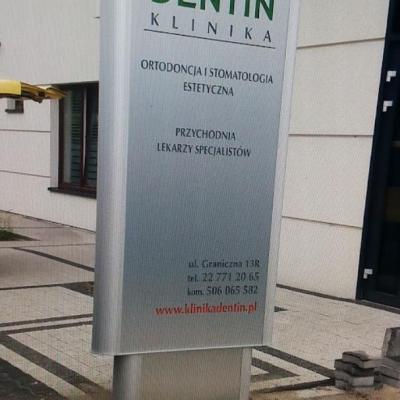 DENTIN
KLINIKA
ORTODONCJA I STOMATOLOGIA
ESTETYCZNA
PRZYCHODNIA
LEKARZY SPECJALISTÓW
ul. Graniczna 13R
tel. 22 771 20 65
kom. 506 065 582
www.klinikadentin.pl